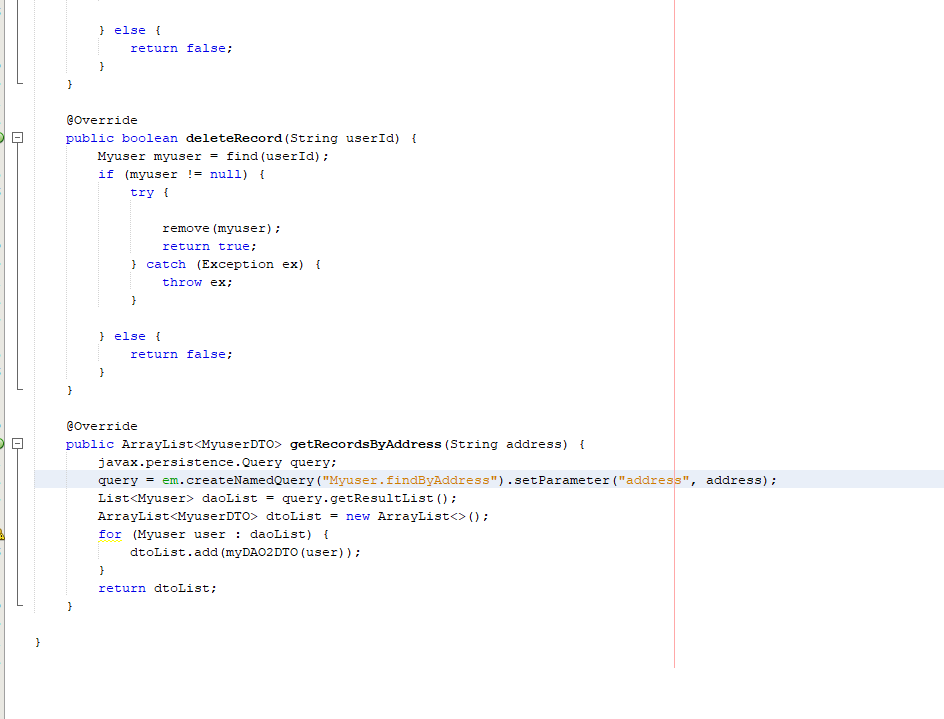 } else {
return false;
}
}
@Override
public boolean deleteRecord(String userId) {
Myuser myuser = find(userId);
if (myuser != null) {
try {
remove(myuser);
return true;
} catch (Exception ex) {
throw ex;
}
} else {
return false;
}
}
@Override
public ArrayList<MyuserDTO> getRecordsByAddress(String address) {
javax.persistence.Query query;
query = em.createNamedQuery("Myuser.findByAddress").setParameter("address", address);
List<Myuser> daoList = query.getResultList();
ArrayList<MyuserDTO> dtoList = new ArrayList<>();
for (Myuser user : daoList) {
dtoList.add(myDAO2DTO(user));
}
return dtoList;
}
}